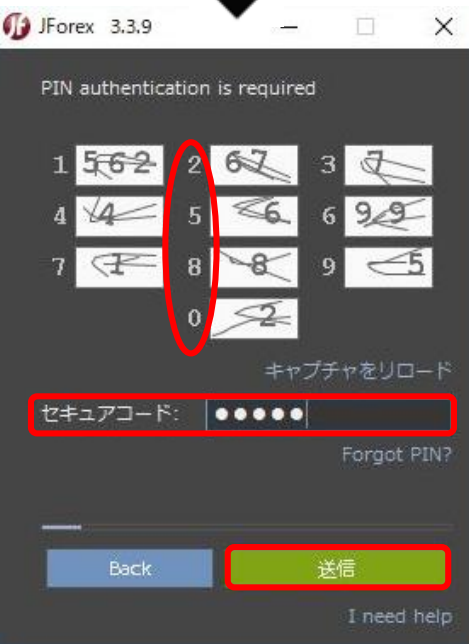 JForex 3.3.9
PIN authentication is required
1 562 2 67 3 7
4 4 5 6 6 99
7 1 8 8 9 5
0 2
キャプチャをリロード
セキュアコード: ●●●●●
Forgot PIN?
Back 送信
I need help